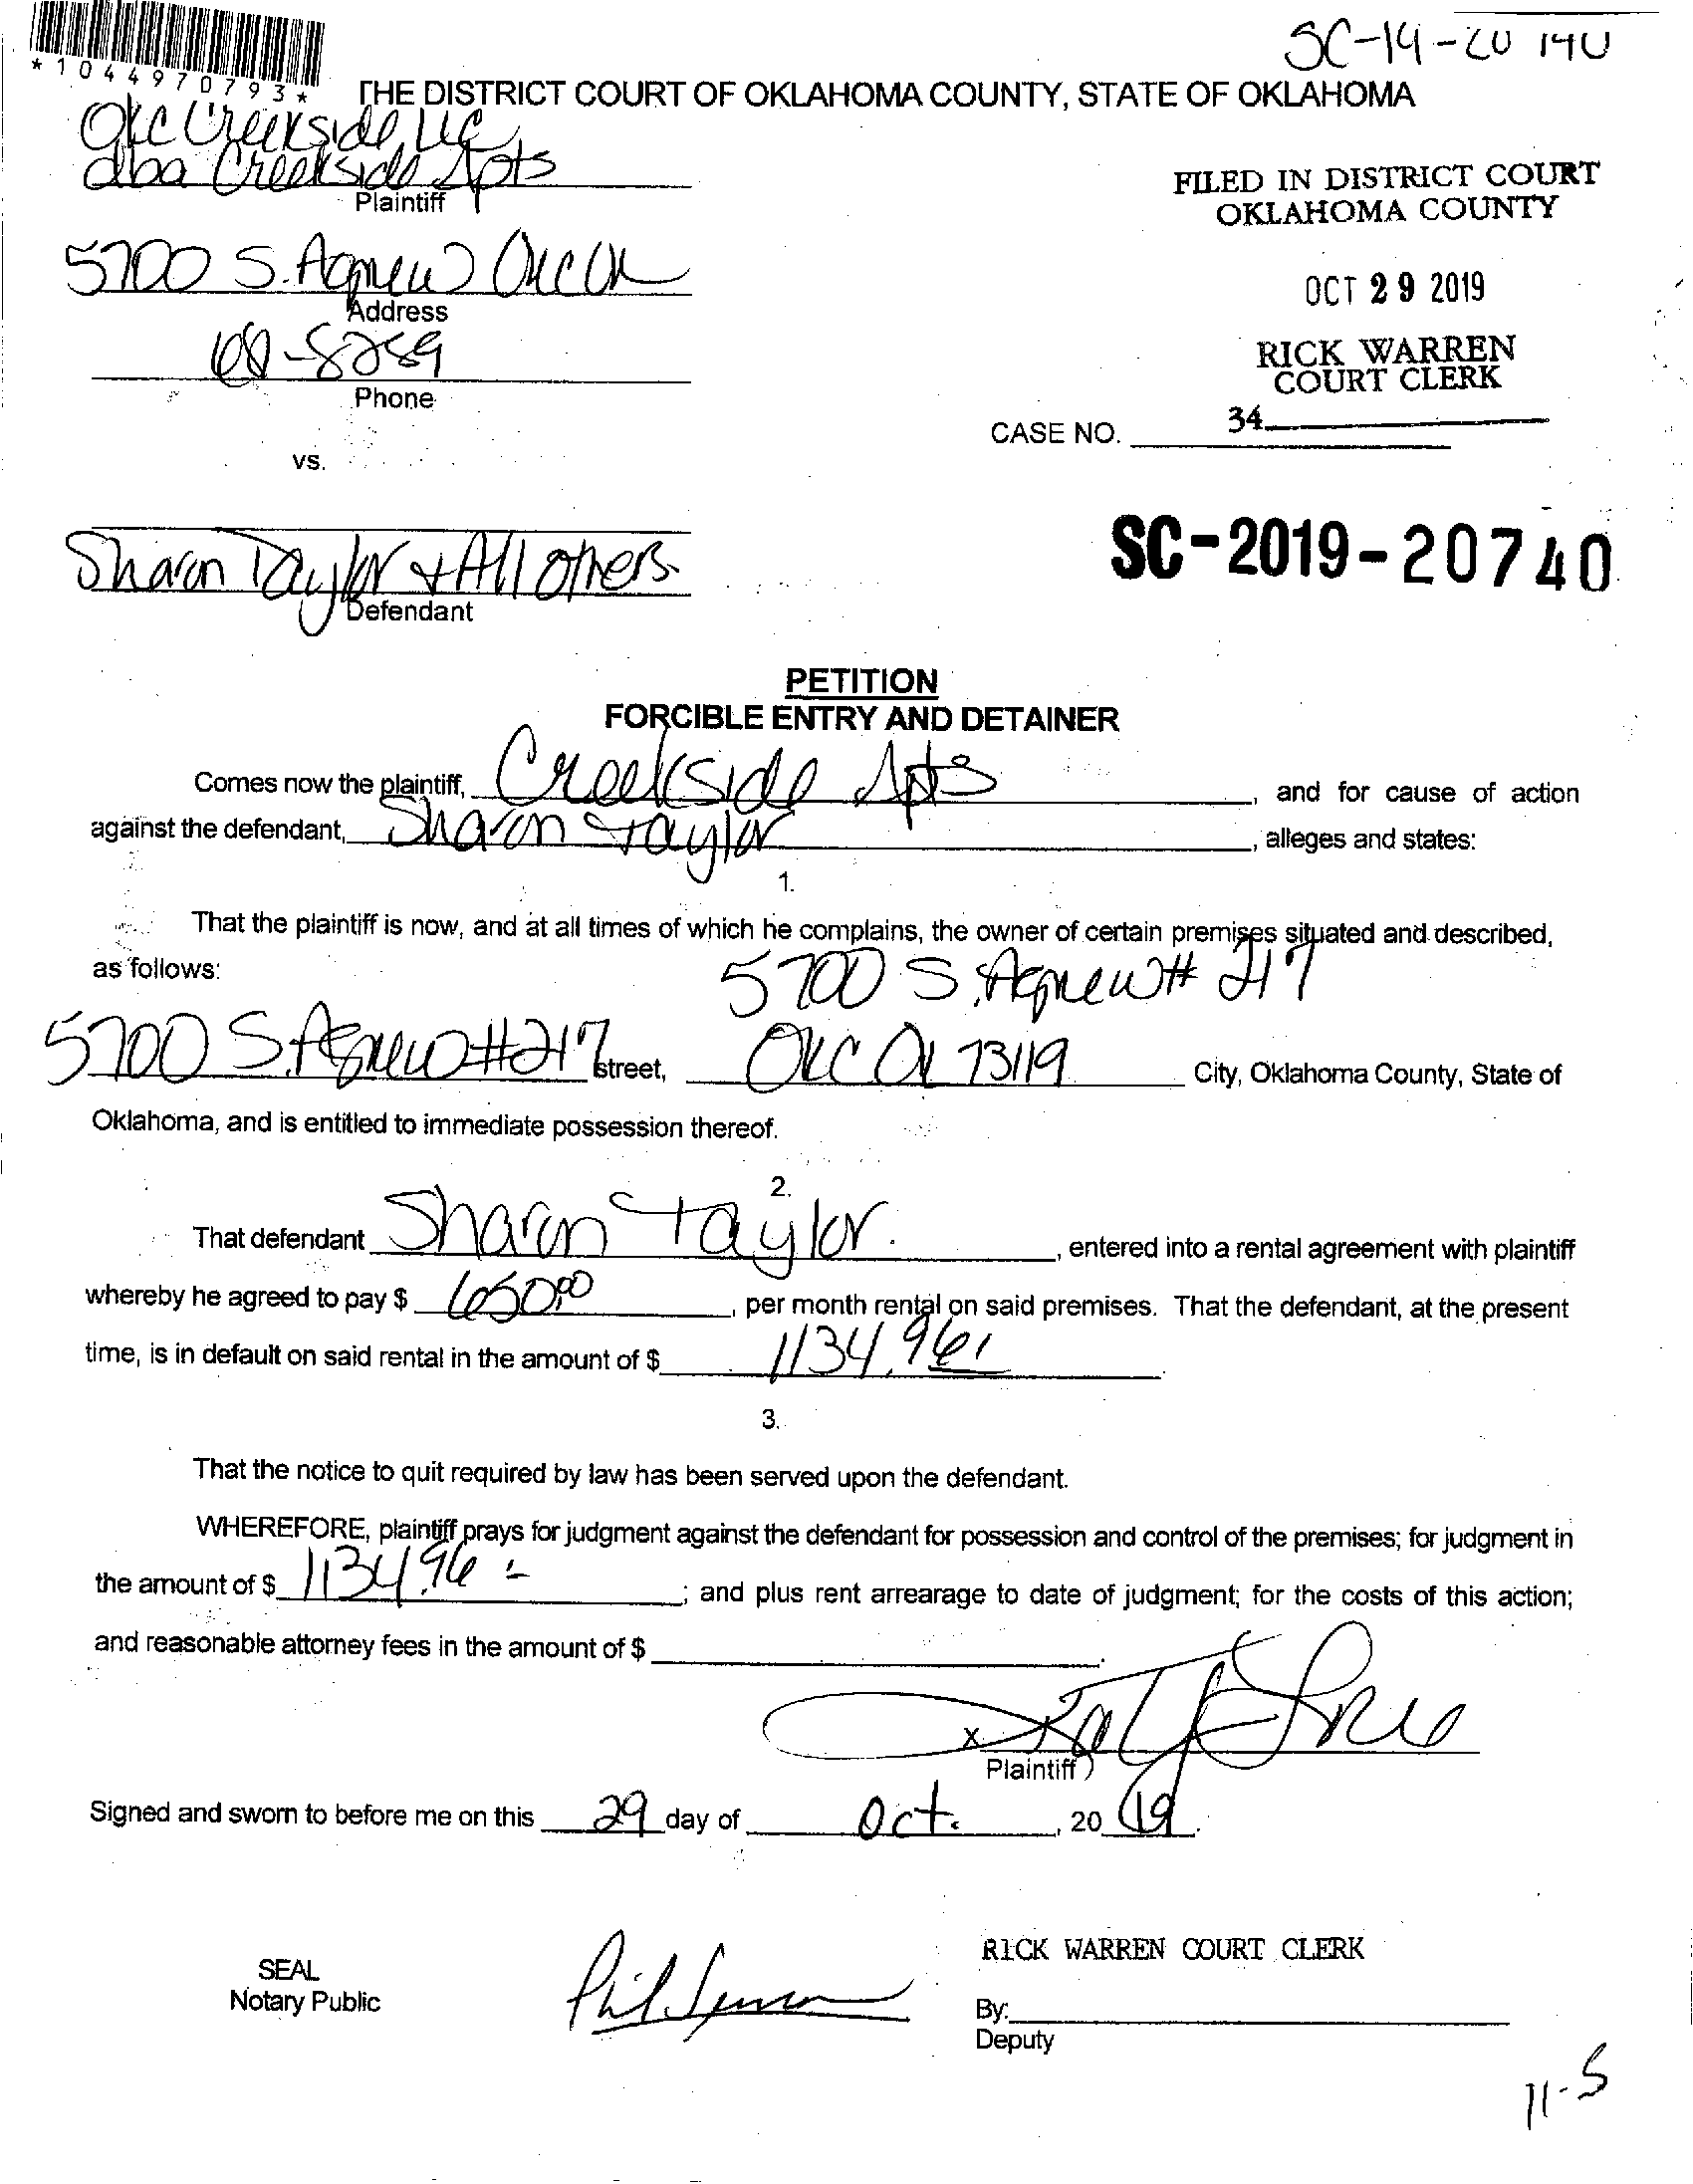 SC-19-20740
*1044970793*
THE DISTRICT COURT OF OKLAHOMA COUNTY, STATE OF OKLAHOMA
OKC Creekside, LLC
dba Creekside Apts
Plaintiff
FILED IN DISTRICT COURT
OKLAHOMA COUNTY
5700 S. Agnew OKC OK
Address
OCT 29 2019
-8259
Phone
RICK WARREN
COURT CLERK
34
CASE NO.
vs.
Sharon Taylor + All others
Defendant
SC-2019-20740
PETITION
FORCIBLE ENTRY AND DETAINER
Comes now the plaintiff, Creekside Apts, and for cause of action
against the defendant, Sharon Taylor, alleges and states:
1.
That the plaintiff is now, and at all times of which he complains, the owner of certain premises situated and described,
as follows: 5700 S. Agnew # 217
5700 S. Agnew #217 street, OKC OK 73119 City, Oklahoma County, State of
Oklahoma, and is entitled to immediate possession thereof.
2.
That defendant Sharon Taylor, entered into a rental agreement with plaintiff
whereby he agreed to pay $ 650.00, per month rental on said premises. That the defendant, at the present
time, is in default on said rental in the amount of $ 1134.96
3.
That the notice to quit required by law has been served upon the defendant.
WHEREFORE, plaintiff prays for judgment against the defendant for possession and control of the premises; for judgment in
the amount of $ 1134.96 - ; and plus rent arrearage to date of judgment; for the costs of this action;
and reasonable attorney fees in the amount of $ .
x
Plaintiff
Signed and sworn to before me on this 29 day of Oct., 20 19.
RICK WARREN COURT CLERK
SEAL
Notary Public
By:
Deputy
11-5